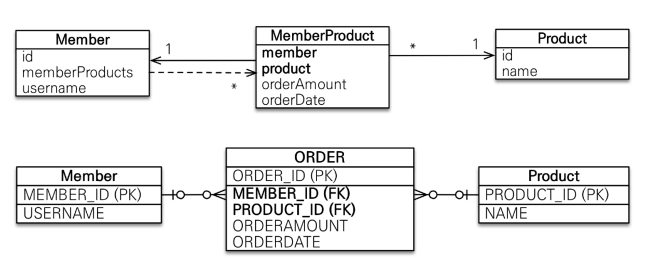 Member
id
memberProducts
username
1
*
MemberProduct
member
product
orderAmount
orderDate
*
1
Product
id
name
Member
MEMBER_ID (PK)
USERNAME
ORDER
ORDER_ID (PK)
MEMBER_ID (FK)
PRODUCT_ID (FK)
ORDERAMOUNT
ORDERDATE
Product
PRODUCT_ID (PK)
NAME